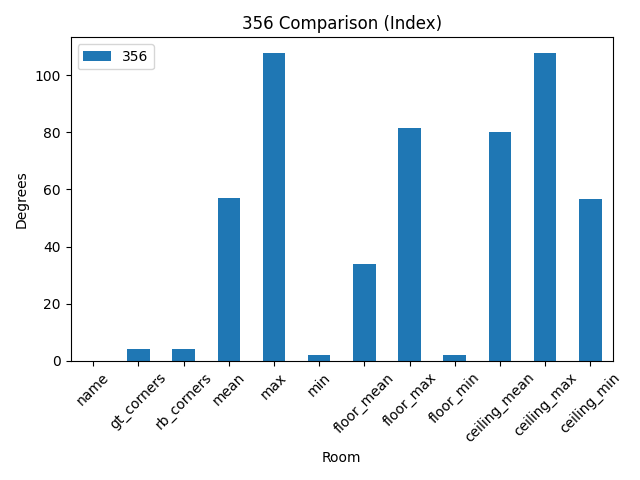 356 Comparison (Index)
356
Degrees
100
80
60
40
20
0
name
gt_corners
rb_corners
mean
max
min
floor_mean
floor_max
floor_min
ceiling_mean
ceiling_max
ceiling_min
Room